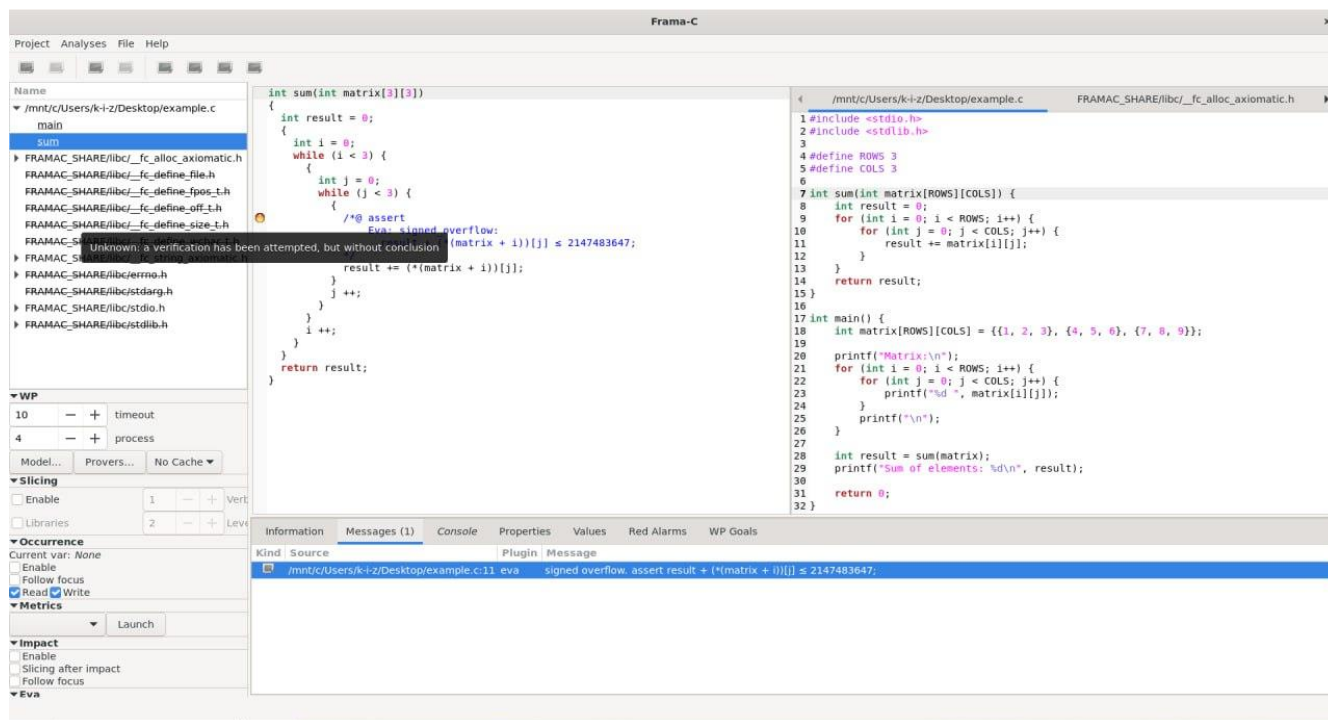 Frama-C
Project Analyses File Help
Name
/mnt/c/Users/k-i-z/Desktop/example.c
main
sum
FRAMAC_SHARE/libc/__fc_alloc_axiomatic.h
FRAMAC_SHARE/libc/__fc_define_file.h
FRAMAC_SHARE/libc/__fc_define_fpos_t.h
FRAMAC_SHARE/libc/__fc_define_off_t.h
FRAMAC_SHARE/libc/__fc_define_size_t.h
Unknown: a verification has been attempted, but without conclusion
FRAMAC_SHARE/libc/errno.h
FRAMAC_SHARE/libc/stdarg.h
FRAMAC_SHARE/libc/stdio.h
FRAMAC_SHARE/libc/stdlib.h
WP
10 − + timeout
4 − + process
Model... Provers... No Cache
Slicing
Enable 1 − + Verb
Libraries 2 − + Leve
Occurrence
Current var: None
Enable
Follow focus
Read Write
Metrics
Launch
Impact
Enable
Slicing after impact
Follow focus
Eva
int sum(int matrix[3][3])
{
int result = 0;
{
int i = 0;
while (i < 3) {
{
int j = 0;
while (j < 3) {
{
/*@ assert
Eva: signed overflow:
(matrix + i))[j] ≤ 2147483647;
result += (*(matrix + i))[j];
}
j ++;
}
}
i ++;
}
}
return result;
}
/mnt/c/Users/k-i-z/Desktop/example.c FRAMAC_SHARE/libc/__fc_alloc_axiomatic.h
1 #include <stdio.h>
2 #include <stdlib.h>
3
4 #define ROWS 3
5 #define COLS 3
6
7 int sum(int matrix[ROWS][COLS]) {
8 int result = 0;
9 for (int i = 0; i < ROWS; i++) {
10 for (int j = 0; j < COLS; j++) {
11 result += matrix[i][j];
12 }
13 }
14 return result;
15 }
16
17 int main() {
18 int matrix[ROWS][COLS] = {{1, 2, 3}, {4, 5, 6}, {7, 8, 9}};
19
20 printf("Matrix:\n");
21 for (int i = 0; i < ROWS; i++) {
22 for (int j = 0; j < COLS; j++) {
23 printf("%d ", matrix[i][j]);
24 }
25 printf("\n");
26 }
27
28 int result = sum(matrix);
29 printf("Sum of elements: %d\n", result);
30
31 return 0;
32 }
Information Messages (1) Console Properties Values Red Alarms WP Goals
Kind Source Plugin Message
/mnt/c/Users/k-i-z/Desktop/example.c:11 eva signed overflow. assert result + (*(matrix + i))[j] ≤ 2147483647;